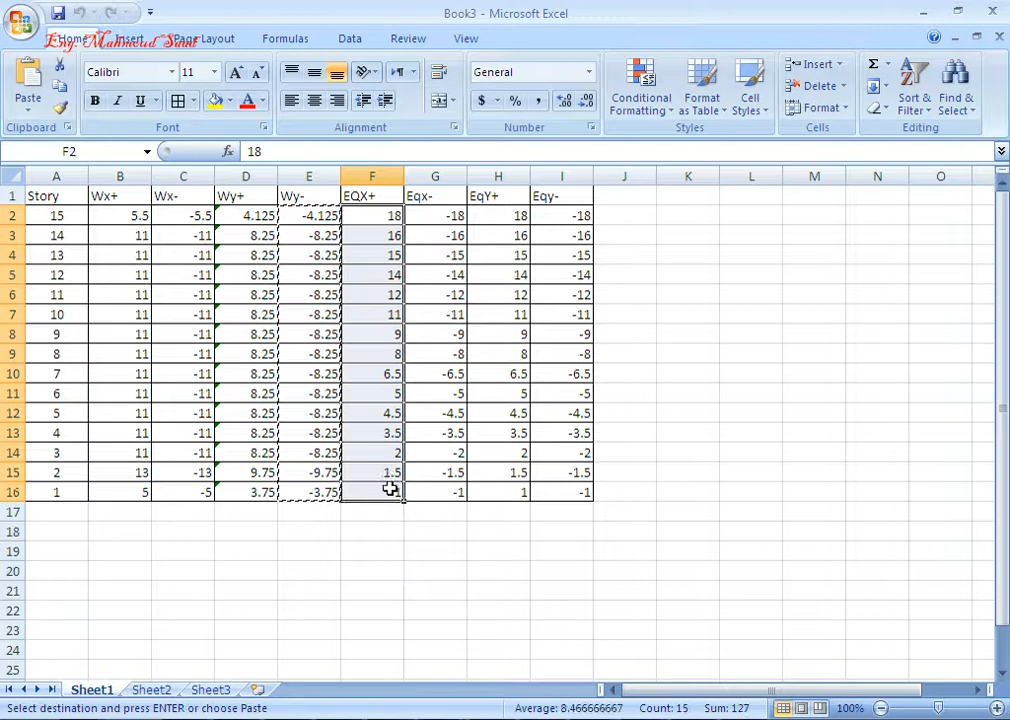 Book3 - Microsoft Excel
Home Insert Page Layout Formulas Data Review View
Eng. Mahmoud Saad
Calibri 11 General Insert Delete Format
Paste Conditional Formatting Format as Table Cell Styles Sort & Filter Find & Select
Clipboard Font Alignment Number Styles Cells Editing
F2 fx 18
A B C D E F G H I J K L M N O
1 Story Wx+ Wx- Wy+ Wy- EQX+ Eqx- EqY+ Eqy-
2 15 5.5 -5.5 4.125 -4.125 18 -18 18 -18
3 14 11 -11 8.25 -8.25 16 -16 16 -16
4 13 11 -11 8.25 -8.25 15 -15 15 -15
5 12 11 -11 8.25 -8.25 14 -14 14 -14
6 11 11 -11 8.25 -8.25 12 -12 12 -12
7 10 11 -11 8.25 -8.25 11 -11 11 -11
8 9 11 -11 8.25 -8.25 9 -9 9 -9
9 8 11 -11 8.25 -8.25 8 -8 8 -8
10 7 11 -11 8.25 -8.25 6.5 -6.5 6.5 -6.5
11 6 11 -11 8.25 -8.25 5 -5 5 -5
12 5 11 -11 8.25 -8.25 4.5 -4.5 4.5 -4.5
13 4 11 -11 8.25 -8.25 3.5 -3.5 3.5 -3.5
14 3 11 -11 8.25 -8.25 2 -2 2 -2
15 2 13 -13 9.75 -9.75 1.5 -1.5 1.5 -1.5
16 1 5 -5 3.75 -3.75 1 -1 1 -1
17
18
19
20
21
22
23
24
25
Sheet1 Sheet2 Sheet3
Select destination and press ENTER or choose Paste Average: 8.466666667 Count: 15 Sum: 127 100%